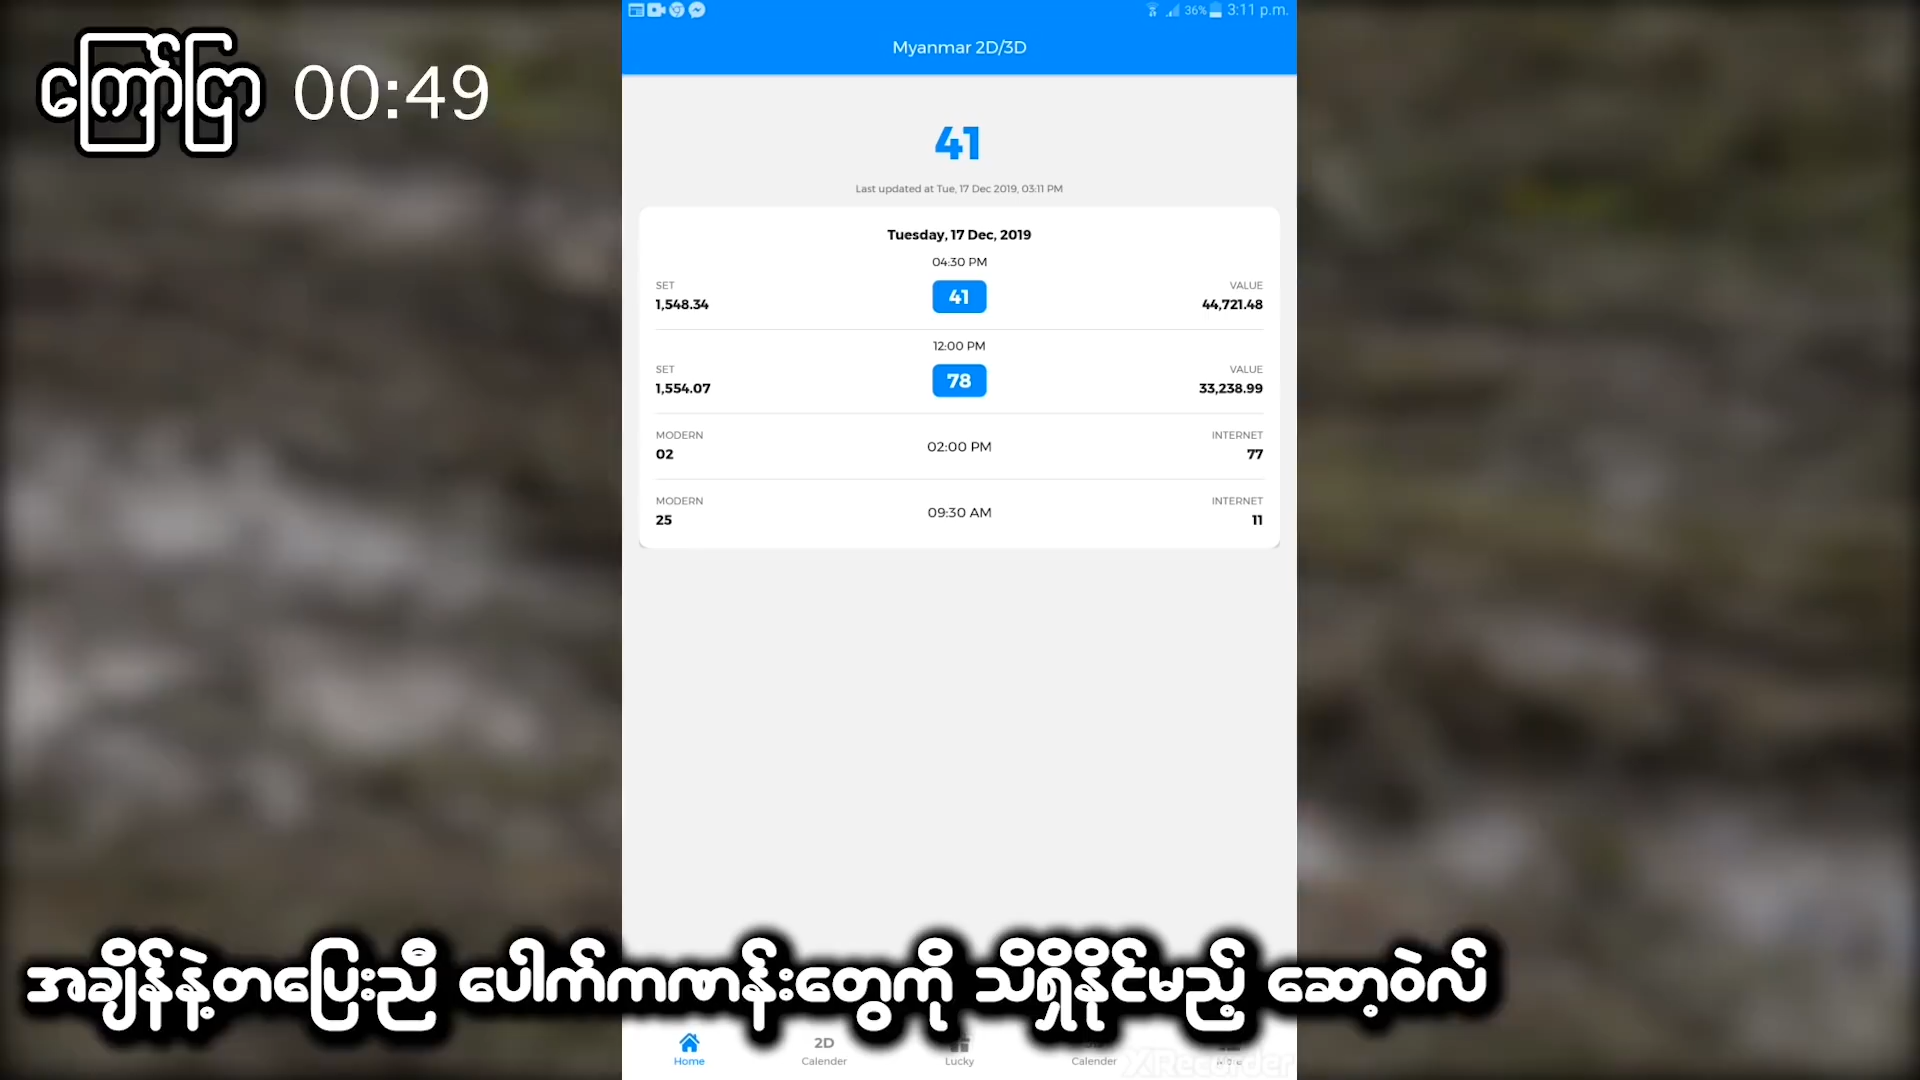 36% 3:11 p.m.
Myanmar 2D/3D
ကြော်ငြာ 00:49
41
Last updated at Tue, 17 Dec 2019, 03:11 PM
Tuesday, 17 Dec, 2019
04:30 PM
SET 41 VALUE
1,548.34 44,721.48
12:00 PM
SET 78 VALUE
1,554.07 33,238.99
MODERN 02:00 PM INTERNET
02 77
MODERN 09:30 AM INTERNET
25 11
အချိန်နဲ့တပြေးညီ ပေါက်ကဏန်းတွေကို သိရှိနိုင်မည့် ဆော့ဝဲလ်
2D
Home Calender Lucky Calender
XRecorder